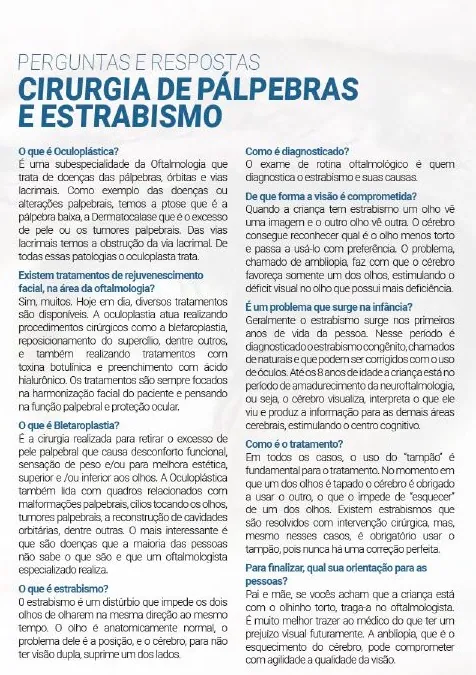 PERGUNTAS E RESPOSTAS
CIRURGIA DE PÁLPEBRAS
E ESTRABISMO
O que é Oculoplástica?
É uma subespecialidade da Oftalmologia que
trata de doenças das pálpebras, órbitas e vias
lacrimais. Como exemplo das doenças ou
alterações palpebrais, temos a ptose que é a
pálpebra baixa, a Dermatocalase que é o excesso
de pele ou os tumores palpebrais. Das vias
lacrimais temos a obstrução da via lacrimal. De
todas essas patologias o oculoplasta trata.
Existem tratamentos de rejuvenescimento
facial, na área da oftalmologia?
Sim, muitos. Hoje em dia, diversos tratamentos
são disponíveis. A oculoplastia atua realizando
procedimentos cirúrgicos como a blefaroplastia,
reposicionamento do supercílio, dentre outros,
e também realizando tratamentos com
toxina botulínica e preenchimento com ácido
hialurônico. Os tratamentos são sempre focados
na harmonização facial do paciente e pensando
na função palpebral e proteção ocular.
O que é Bletaroplastia?
É a cirurgia realizada para retirar o excesso de
pele palpebral que causa desconforto funcional,
sensação de peso e/ou para melhora estética,
superior e /ou inferior aos olhos. A Oculoplástica
também lida com quadros relacionados com
malformações palpebrais, cílios tocando os olhos,
tumores palpebrais, a reconstrução de cavidades
orbitárias, dentre outras. O mais interessante é
que são doenças que a maioria das pessoas
não sabe o que são e que um oftalmologista
especializado realiza.
O que é estrabismo?
O estrabismo é um distúrbio que impede os dois
olhos de olharem na mesma direção ao mesmo
tempo. O olho é anatomicamente normal, o
problema dele é a posição, e o cérebro, para não
ter visão dupla, suprime um dos lados.
Como é diagnosticado?
O exame de rotina oftalmológico é quem
diagnostica o estrabismo e suas causas.
De que forma a visão é comprometida?
Quando a criança tem estrabismo um olho vê
uma imagem e o outro olho vê outra. O cérebro
consegue reconhecer qual é o olho menos torto
e passa a usá-lo com preferência. O problema,
chamado de ambliopia, faz com que o cérebro
favoreça somente um dos olhos, estimulando o
déficit visual no olho que possui mais deficiência.
É um problema que surge na infância?
Geralmente o estrabismo surge nos primeiros
anos de vida da pessoa. Nesse período é
diagnosticado o estrabismo congênito, chamados
de naturais e que podem ser corrigidos com o uso
de óculos. Até os 8 anos de idade a criança está no
período de amadurecimento da neuroftalmologia,
ou seja, o cérebro visualiza, interpreta o que ele
viu e produz a informação para as demais áreas
cerebrais, estimulando o centro cognitivo.
Como é o tratamento?
Em todos os casos, o uso do "tampão" é
fundamental para o tratamento. No momento em
que um dos olhos é tapado o cérebro é obrigado
a usar o outro, o que o impede de "esquecer"
de um dos olhos. Existem estrabismos que
são resolvidos com intervenção cirúrgica, mas,
mesmo nesses casos, é obrigatório usar o
tampão, pois nunca há uma correção perfeita.
Para finalizar, qual sua orientação para as
pessoas?
Pai e mãe, se vocês acham que a criança está
com o olhinho torto, traga-a no oftalmologista.
É muito melhor trazer ao médico do que ter um
prejuízo visual futuramente. A anbliopia, que é o
esquecimento do cérebro, pode comprometer
com agilidade a qualidade da visão.